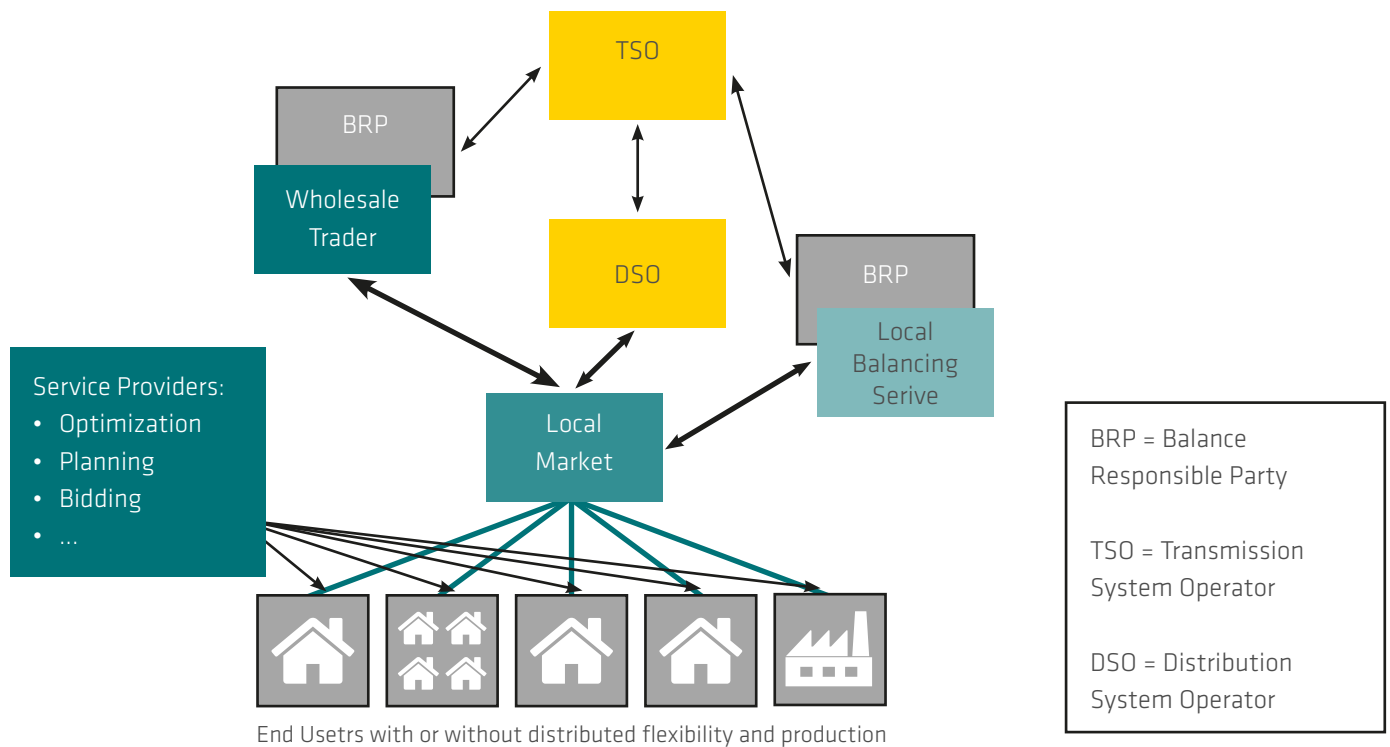 TSO
BRP
Wholesale
Trader
DSO
BRP
Local
Balancing
Serive
Service Providers:
• Optimization
• Planning
• Bidding
• ...
Local
Market
BRP = Balance
Responsible Party
TSO = Transmission
System Operator
DSO = Distribution
System Operator
End Usetrs with or without distributed flexibility and production